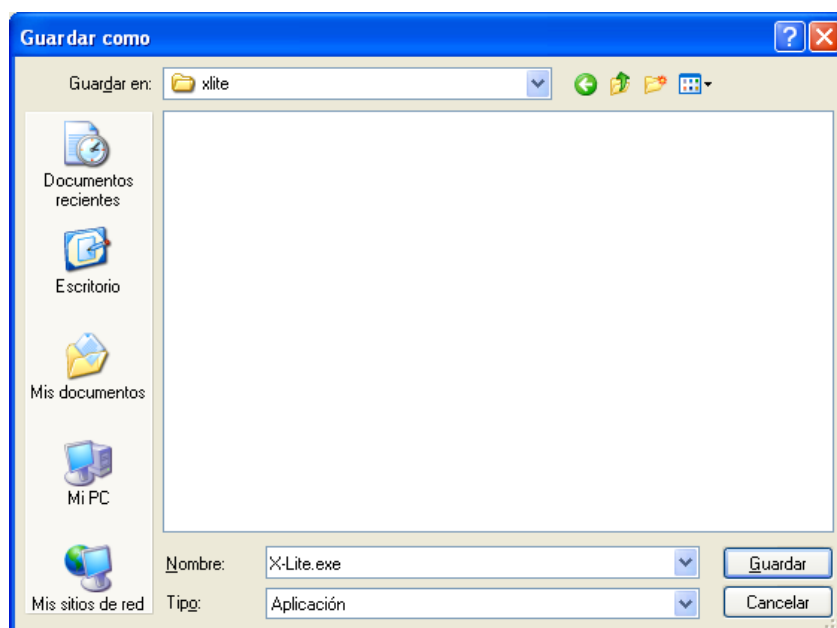 Guardar como
Guardar en: xlite
Documentos
recientes
Escritorio
Mis documentos
Mi PC
Mis sitios de red
Nombre: X-Lite.exe Guardar
Tipo: Aplicación Cancelar